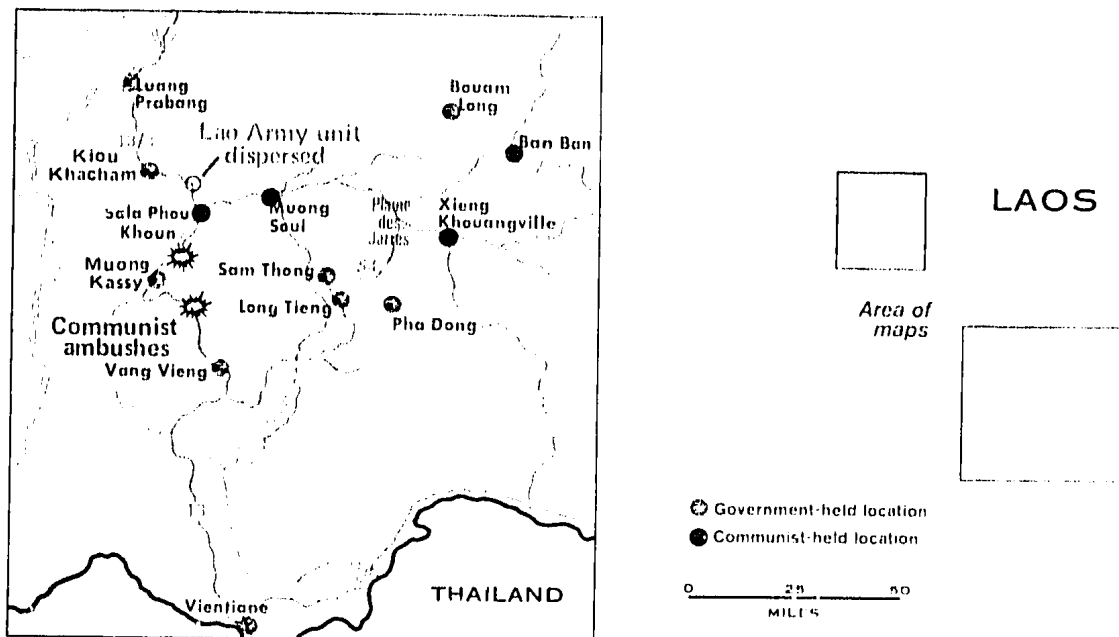 Luang
Prabang
Bouam
Long
Ban Ban
Lao Army unit
dispersed
Kiou
Khacham
Sala Phou
Khoun
Muong
Soui
Plaine
des
Jarres
Xieng
Khouangville
Muong
Kassy
Sam Thong
Long Tieng
Pha Dong
Communist
ambushes
Vang Vieng
13
Vientiane
THAILAND
LAOS
Area of
maps
Government-held location
Communist-held location
0 25 50
MILES